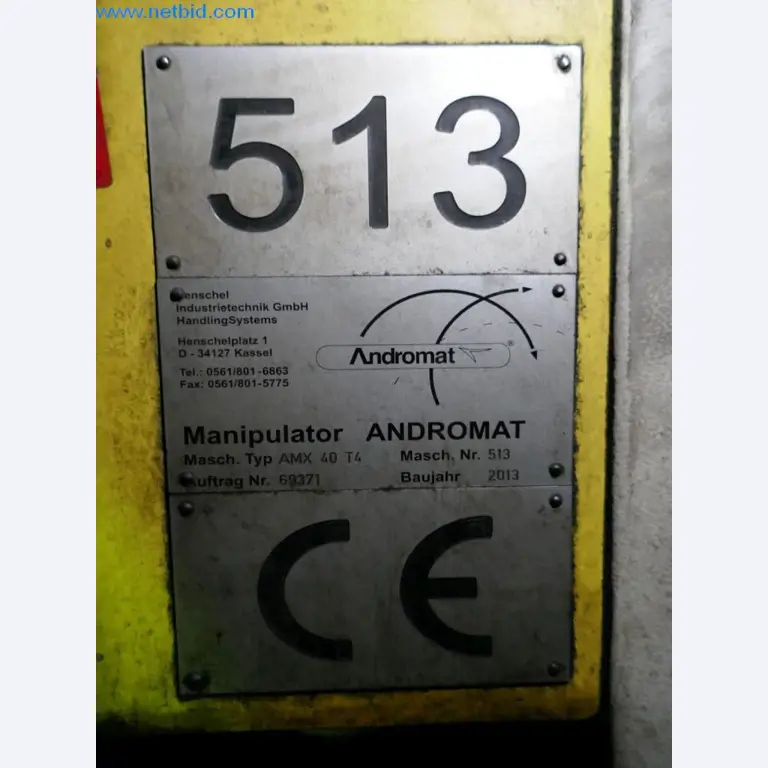 www.netbid.com
513
Henschel
Industrietechnik GmbH
HandlingSystems
Henschelplatz 1
D - 34127 Kassel
Tel.: 0561/801-6863
Fax: 0561/801-5775
Andromat ®
Manipulator ANDROMAT
Masch. Typ AMX 40 T4 Masch. Nr. 513
Auftrag Nr. 69371 Baujahr 2013
CE